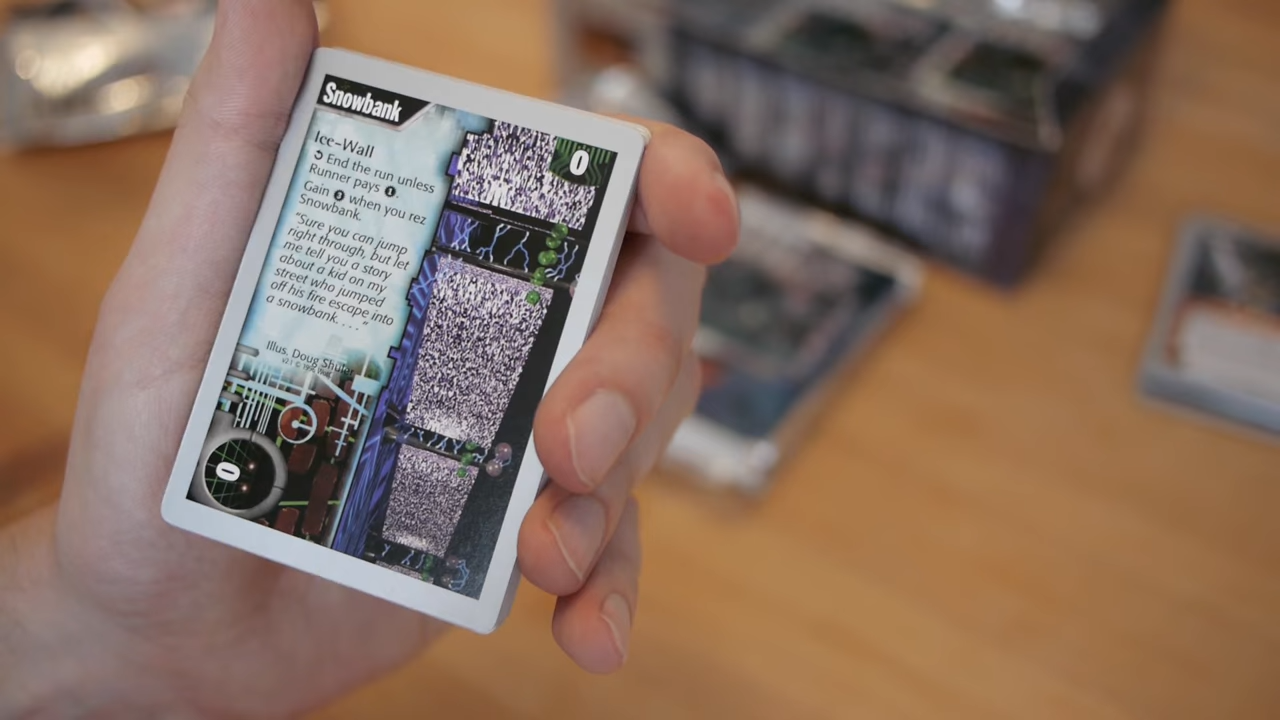 Snowbank
0
Ice-Wall
End the run unless
Runner pays 1.
Gain 3 when you rez
Snowbank.
"Sure you can jump
right through, but let
me tell you a story
about a kid on my
street who jumped
off his fire escape into
a snowbank. . . ."
Illus. Doug
0